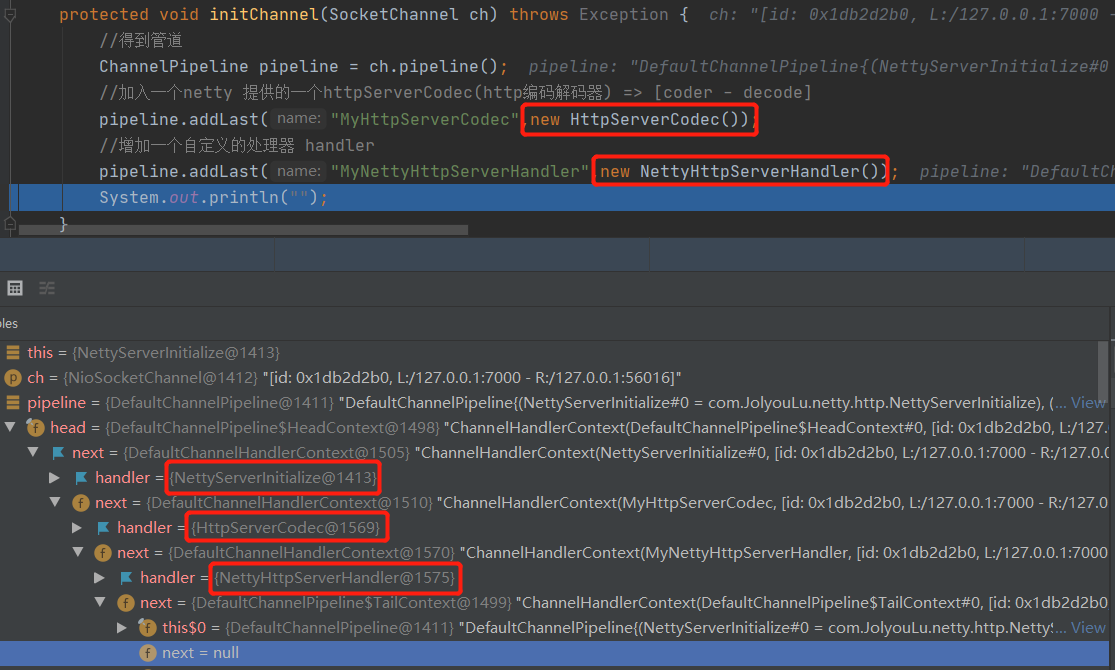 protected void initChannel(SocketChannel ch) throws Exception {  ch: "[id: 0x1db2d2b0, L:/127.0.0.1:7000 -
//得到管道
ChannelPipeline pipeline = ch.pipeline();  pipeline: "DefaultChannelPipeline{(NettyServerInitialize#0
//加入一个netty 提供的一个httpServerCodec(http编码解码器) => [coder - decode]
pipeline.addLast( name: "MyHttpServerCodec",new HttpServerCodec());
//增加一个自定义的处理器 handler
pipeline.addLast( name: "MyNettyHttpServerHandler",new NettyHttpServerHandler());  pipeline: "DefaultCh
System.out.println("");
}
bles
this = {NettyServerInitialize@1413}
ch = {NioSocketChannel@1412} "[id: 0x1db2d2b0, L:/127.0.0.1:7000 - R:/127.0.0.1:56016]"
pipeline = {DefaultChannelPipeline@1411} "DefaultChannelPipeline{(NettyServerInitialize#0 = com.JolyouLu.netty.http.NettyServerInitialize), (... View
head = {DefaultChannelPipeline$HeadContext@1498} "ChannelHandlerContext(DefaultChannelPipeline$HeadContext#0, [id: 0x1db2d2b0, L:/127.
next = {DefaultChannelHandlerContext@1505} "ChannelHandlerContext(NettyServerInitialize#0, [id: 0x1db2d2b0, L:/127.0.0.1:7000 - R:/127.0.0
handler = {NettyServerInitialize@1413}
next = {DefaultChannelHandlerContext@1510} "ChannelHandlerContext(MyHttpServerCodec, [id: 0x1db2d2b0, L:/127.0.0.1:7000 - R:/127.0
handler = {HttpServerCodec@1569}
next = {DefaultChannelHandlerContext@1570} "ChannelHandlerContext(MyNettyHttpServerHandler, [id: 0x1db2d2b0, L:/127.0.0.1:7000
handler = {NettyHttpServerHandler@1575}
next = {DefaultChannelPipeline$TailContext@1499} "ChannelHandlerContext(DefaultChannelPipeline$TailContext#0, [id: 0x1db2d2b0
this$0 = {DefaultChannelPipeline@1411} "DefaultChannelPipeline{(NettyServerInitialize#0 = com.JolyouLu.netty.http.NettyS... View
next = null